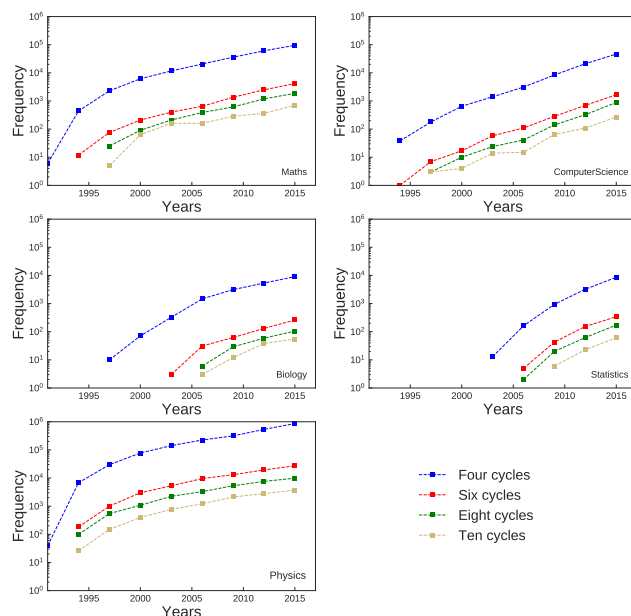 Frequency
10^6
10^5
10^4
10^3
10^2
10^1
10^0
1995 2000 2005 2010 2015
Years
Maths
Frequency
10^6
10^5
10^4
10^3
10^2
10^1
10^0
1995 2000 2005 2010 2015
Years
ComputerScience
Frequency
10^6
10^5
10^4
10^3
10^2
10^1
10^0
1995 2000 2005 2010 2015
Years
Biology
Frequency
10^6
10^5
10^4
10^3
10^2
10^1
10^0
1995 2000 2005 2010 2015
Years
Statistics
Frequency
10^6
10^5
10^4
10^3
10^2
10^1
10^0
1995 2000 2005 2010 2015
Years
Physics
Four cycles
Six cycles
Eight cycles
Ten cycles